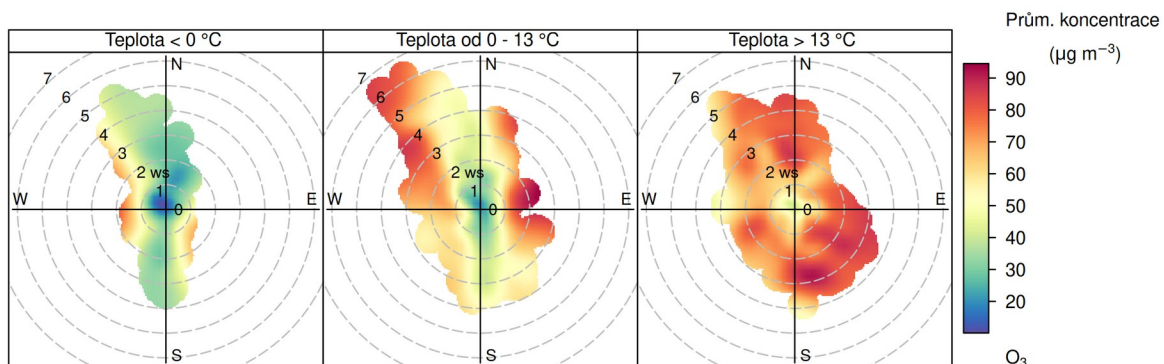 Teplota < 0 °C
Teplota od 0 - 13 °C
Teplota > 13 °C
Prům. koncentrace
(µg m⁻³)
N
7
6
5
4
3
2 ws
1
0
W
S
N
7
6
5
4
3
2 ws
1
0
W
E
S
N
7
6
5
4
3
2 ws
1
0
W
E
S
E
90
80
70
60
50
40
30
20
O₃